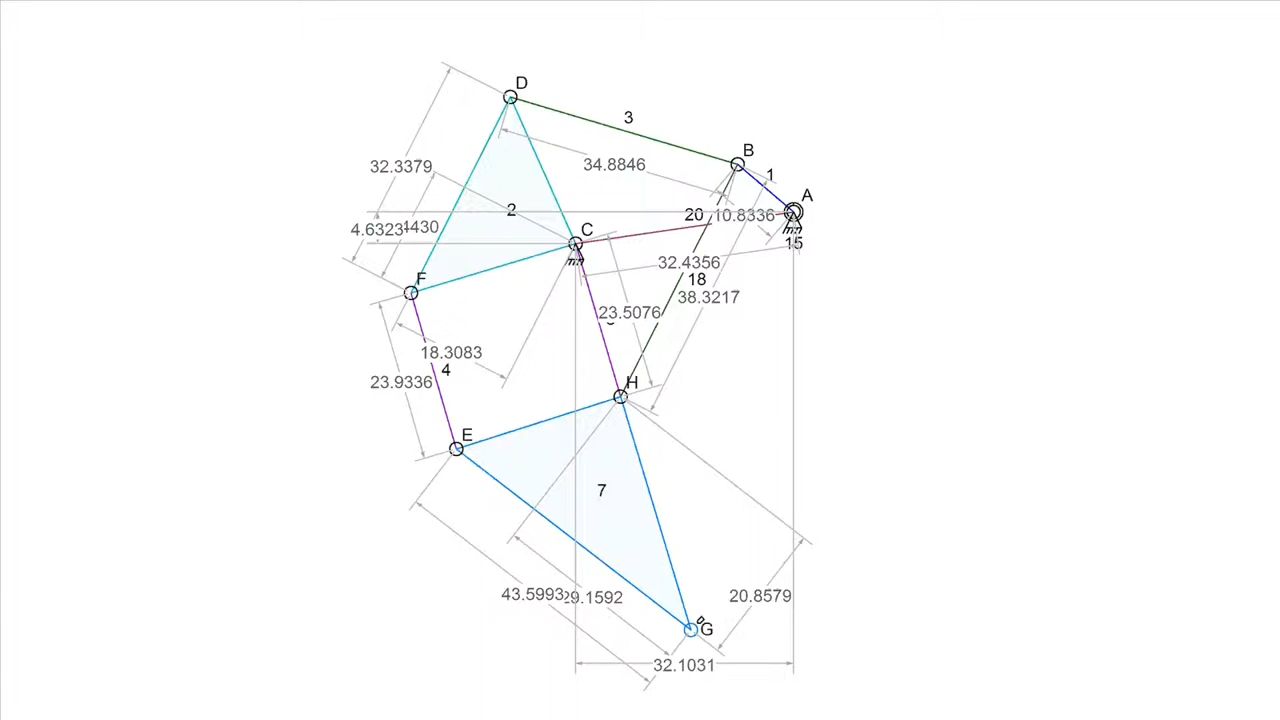 D
3
B
1
A
32.3379
34.8846
2
20
10.8336
4.6323
4430
C
15
32.4356
F
18
38.3217
23.5076
18.3083
4
23.9336
H
E
7
43.5993
29.1592
20.8579
G
32.1031